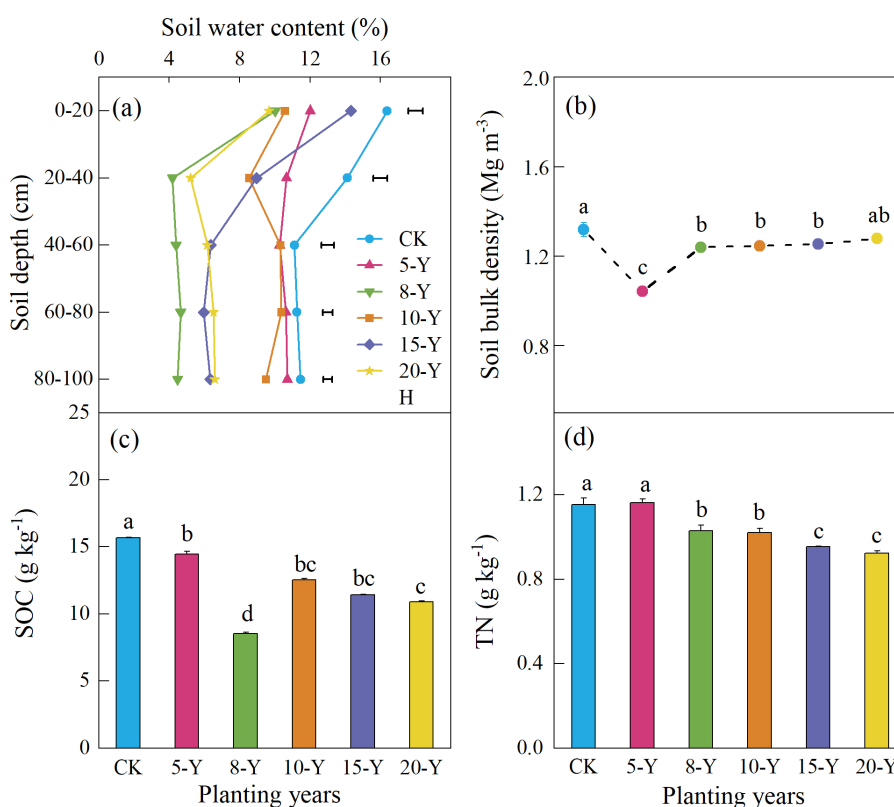 Soil water content (%)
0 4 8 12 16
(a)
Soil depth (cm)
0-20
20-40
40-60
60-80
80-100
CK
5-Y
8-Y
10-Y
15-Y
20-Y
H
(b)
Soil bulk density (Mg m-3)
2.0
1.6
1.2
0.8
a
c
b
b
b
ab
(c)
SOC (g kg-1)
25
20
15
10
5
0
a
b
d
bc
bc
c
CK 5-Y 8-Y 10-Y 15-Y 20-Y
Planting years
(d)
TN (g kg-1)
1.2
0.8
0.4
0.0
a
a
b
b
c
c
CK 5-Y 8-Y 10-Y 15-Y 20-Y
Planting years